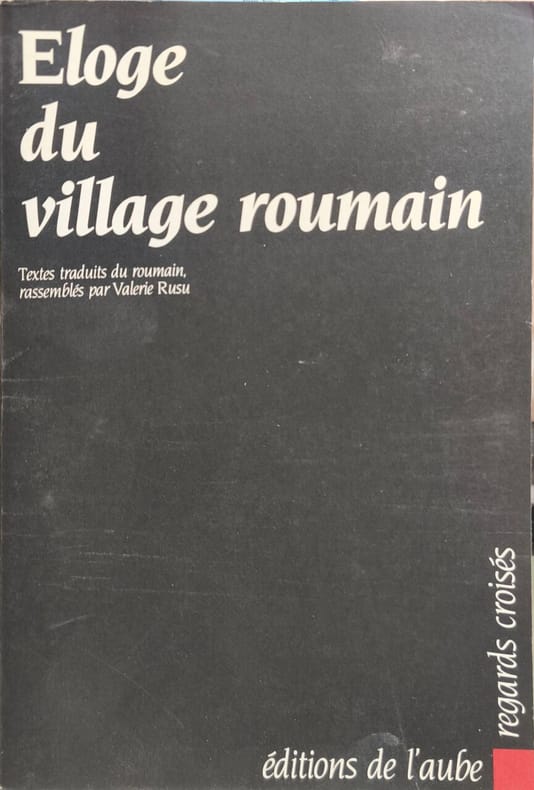 Eloge
du
village roumain
Textes traduits du roumain,
rassemblés par Valerie Rusu
regards croisés
éditions de l'aube